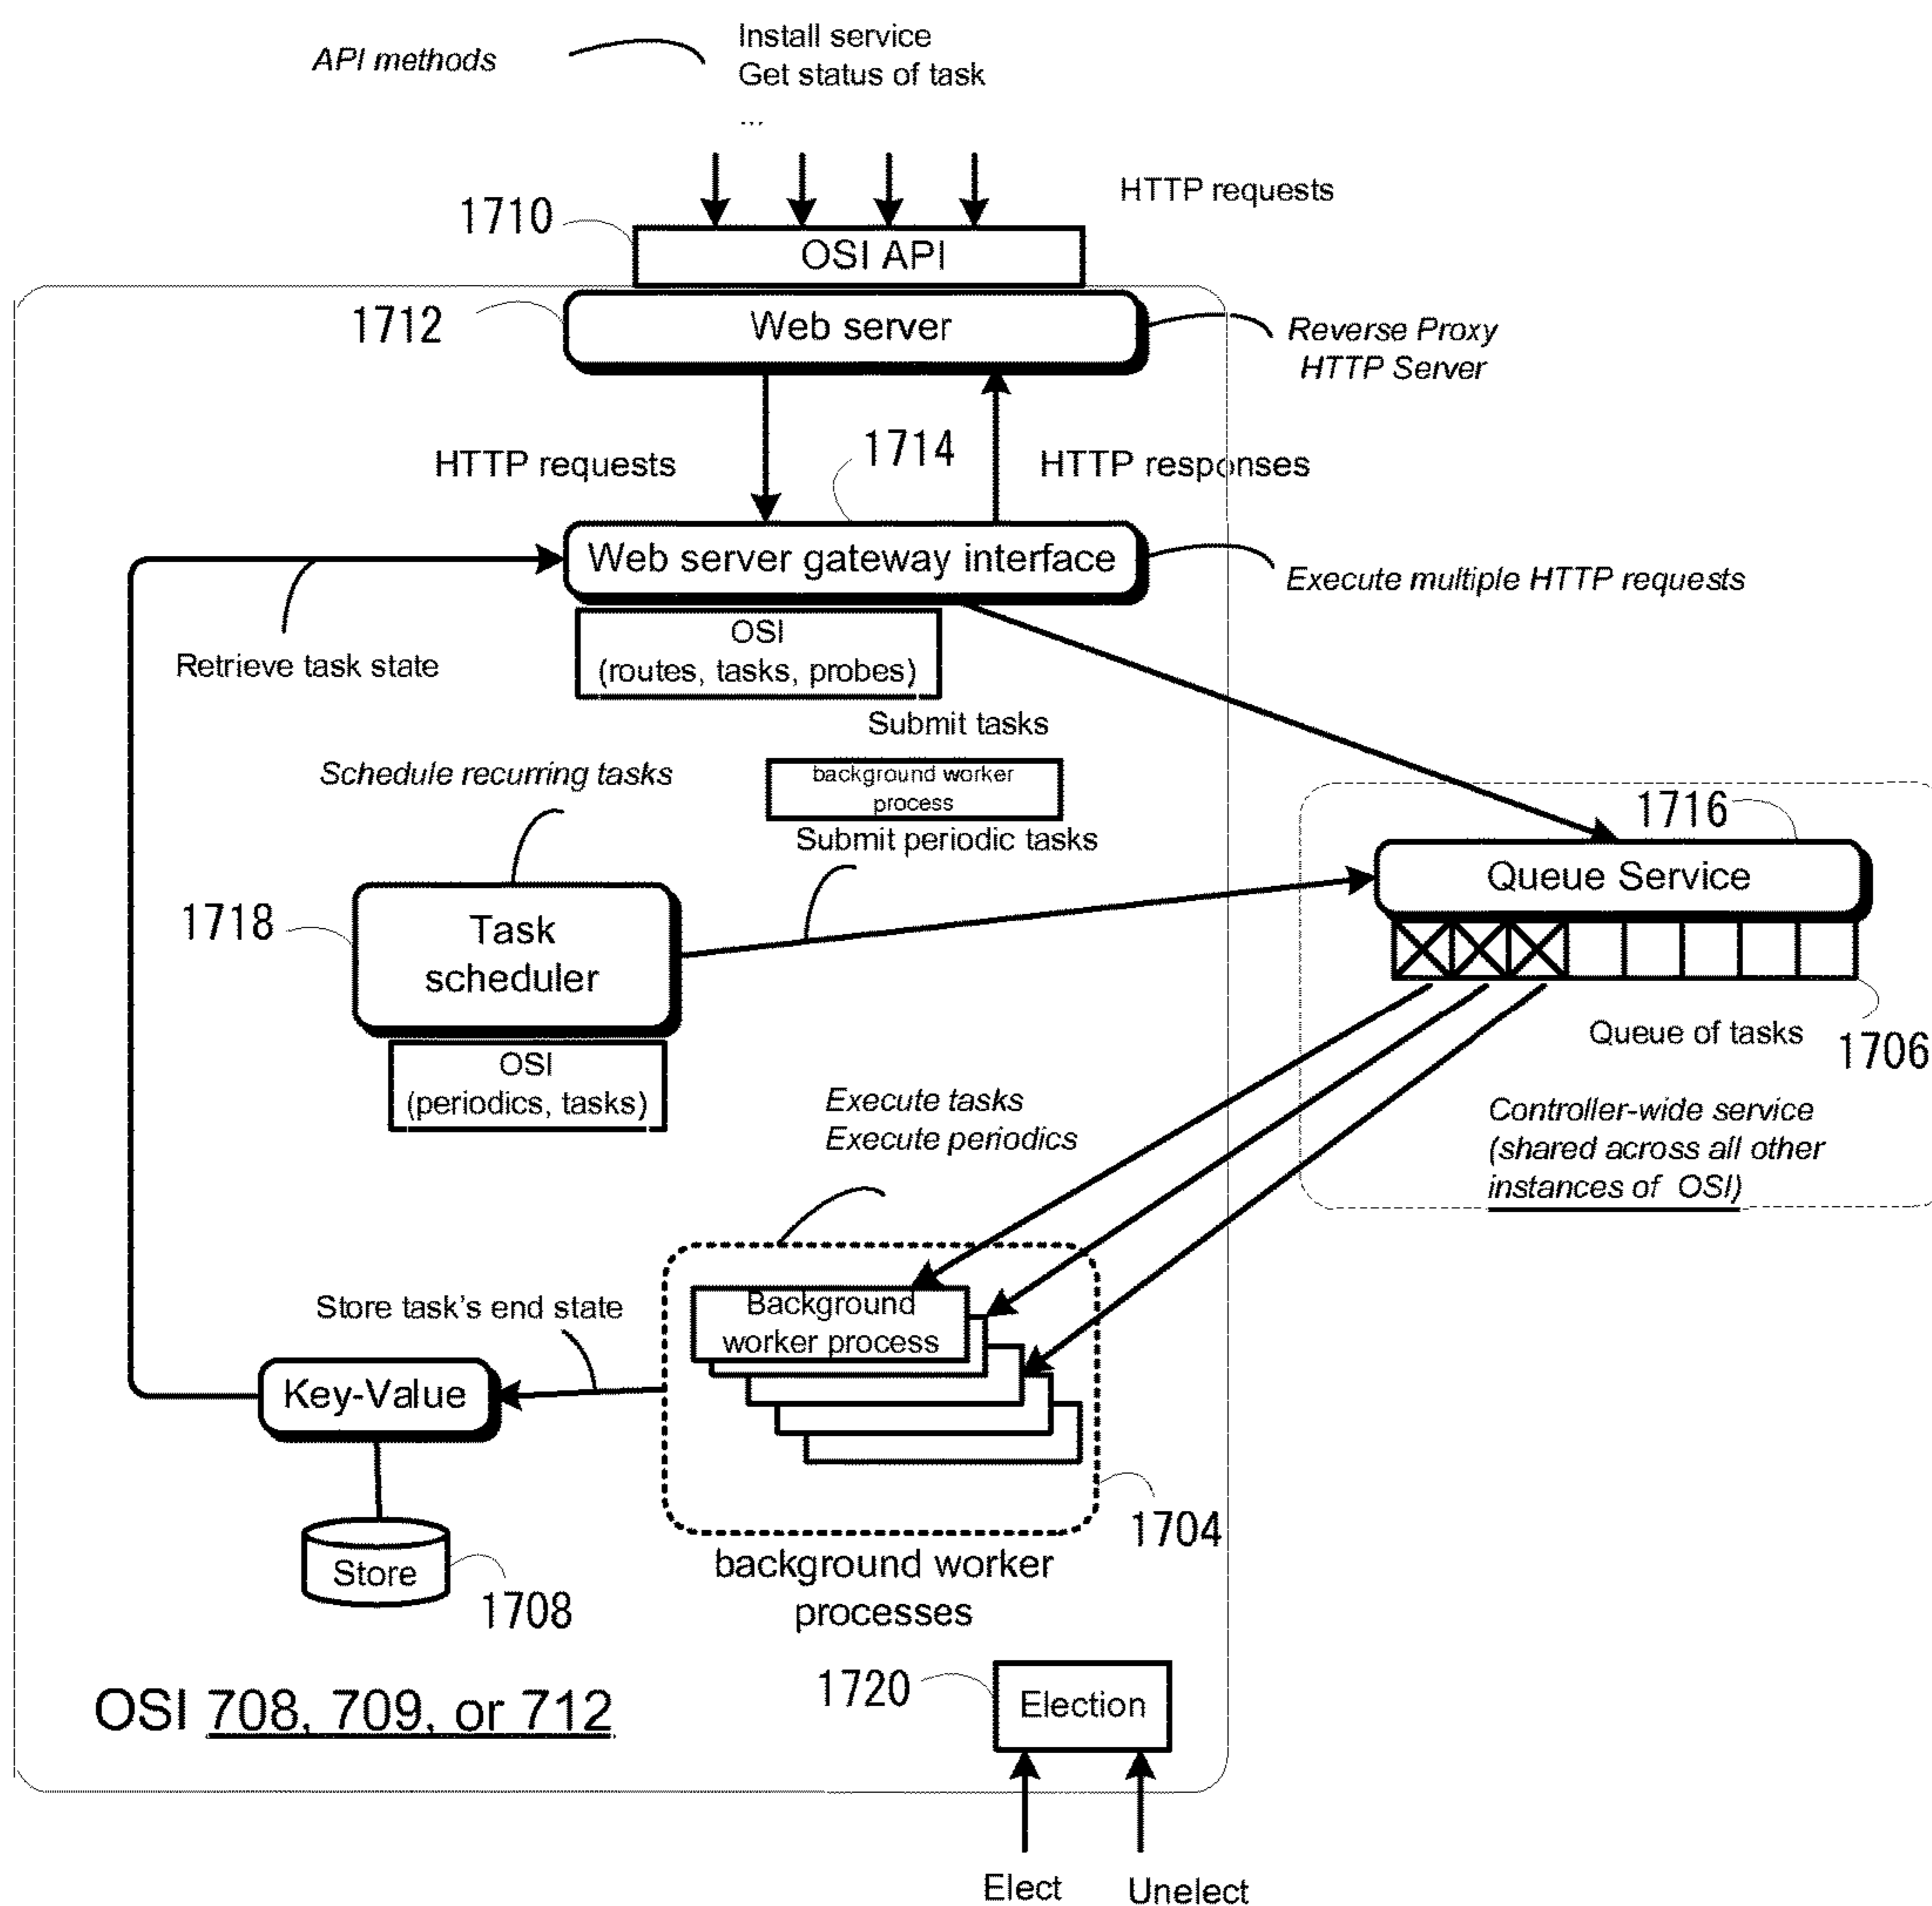 API methods
Install service
Get status of task
...
HTTP requests
1710
OSI API
1712
Web server
Reverse Proxy
HTTP Server
HTTP requests
1714
HTTP responses
Web server gateway interface
Execute multiple HTTP requests
Retrieve task state
OSI
(routes, tasks, probes)
Submit tasks
Schedule recurring tasks
background worker
process
Submit periodic tasks
1716
Queue Service
1718
Task
scheduler
Queue of tasks
1706
OSI
(periodics, tasks)
Execute tasks
Execute periodics
Controller-wide service
(shared across all other
instances of OSI)
Store task's end state
Background
worker process
Key-Value
1704
Store
1708
background worker
processes
OSI 708, 709, or 712
1720
Election
Elect
Unelect